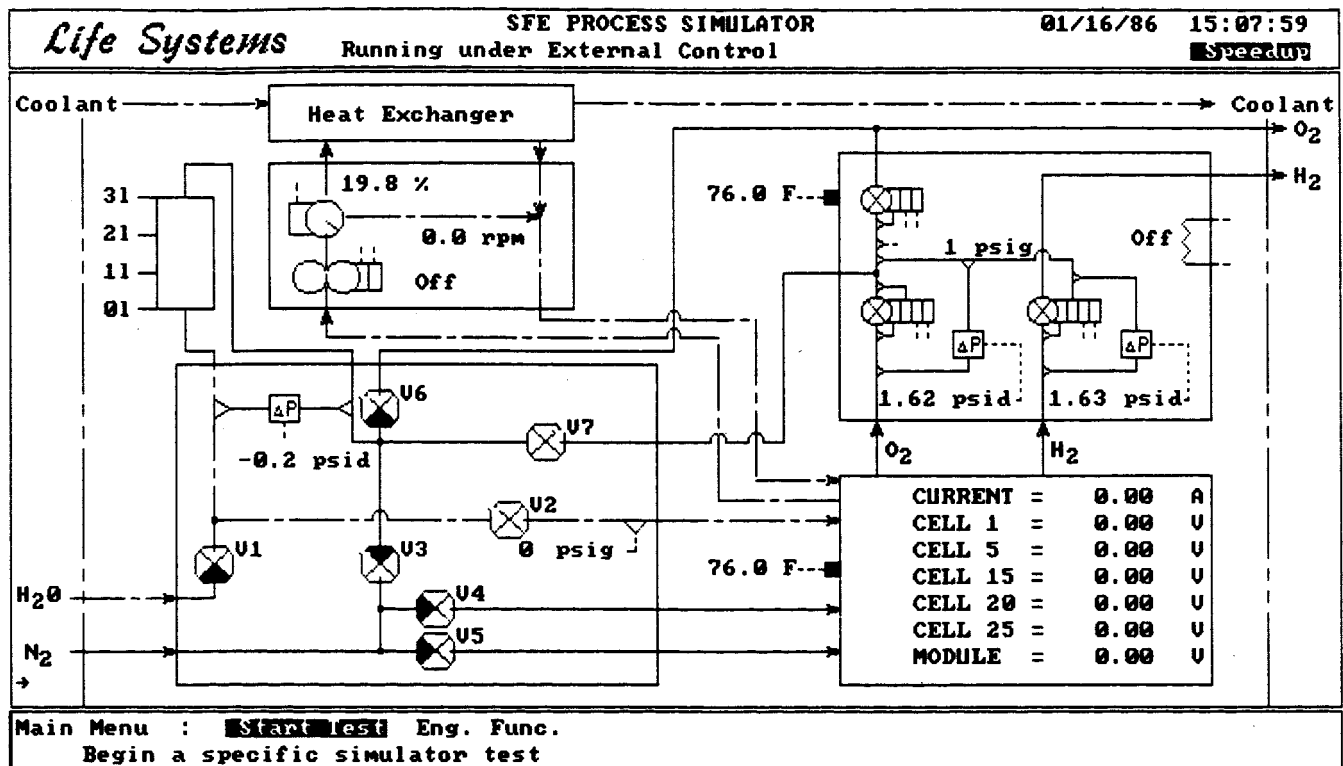 Life Systems
SFE PROCESS SIMULATOR
Running under External Control
01/16/86 15:07:59
Speedup
Coolant
Heat Exchanger
Coolant
O2
H2
31
21
11
01
19.8 %
0.0 rpm
Off
76.0 F
1 psig
Off
ΔP
ΔP
1.62 psid
1.63 psid
V6
ΔP
-0.2 psid
V7
O2
H2
V2
0 psig
V1
V3
V4
V5
H20
N2
76.0 F
CURRENT = 0.00 A
CELL 1 = 0.00 V
CELL 5 = 0.00 V
CELL 15 = 0.00 V
CELL 20 = 0.00 V
CELL 25 = 0.00 V
MODULE = 0.00 V
Main Menu : Start Test Eng. Func.
Begin a specific simulator test